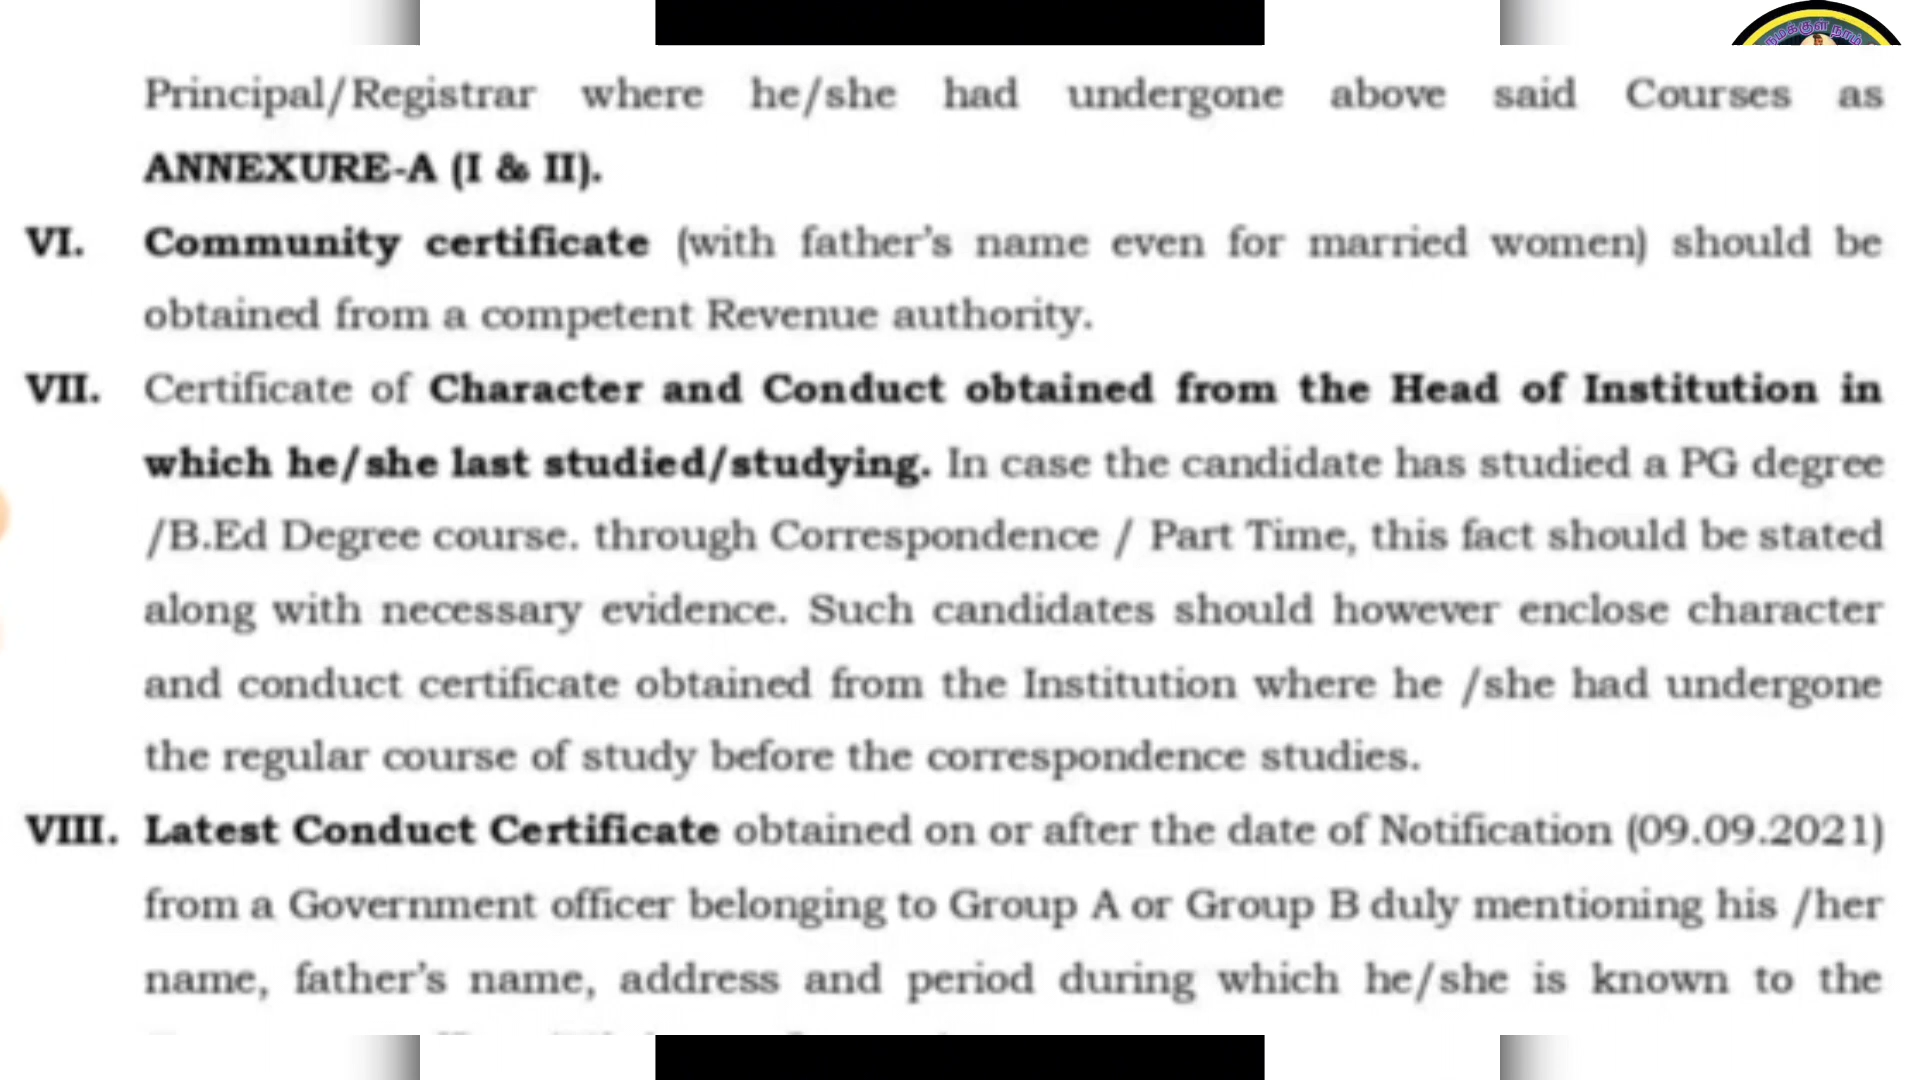 நமக்குள் நாம்
Principal/Registrar where he/she had undergone above said Courses as
ANNEXURE-A (I & II).
VI. Community certificate (with father's name even for married women) should be
obtained from a competent Revenue authority.
VII. Certificate of Character and Conduct obtained from the Head of Institution in
which he/she last studied/studying. In case the candidate has studied a PG degree
/B.Ed Degree course. through Correspondence / Part Time, this fact should be stated
along with necessary evidence. Such candidates should however enclose character
and conduct certificate obtained from the Institution where he /she had undergone
the regular course of study before the correspondence studies.
VIII. Latest Conduct Certificate obtained on or after the date of Notification (09.09.2021)
from a Government officer belonging to Group A or Group B duly mentioning his /her
name, father's name, address and period during which he/she is known to the